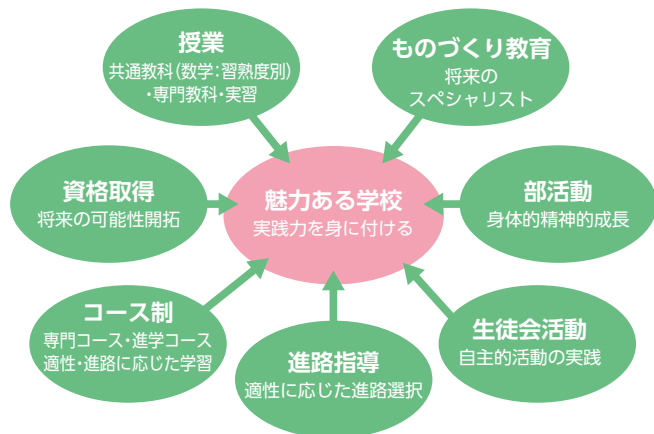 授業
共通教科(数学:習熟度別)
・専門教科・実習
ものづくり教育
将来の
スペシャリスト
資格取得
将来の可能性開拓
魅力ある学校
実践力を身に付ける
部活動
身体的精神的成長
コース制
専門コース・進学コース
適性・進路に応じた学習
進路指導
適性に応じた進路選択
生徒会活動
自主的活動の実践